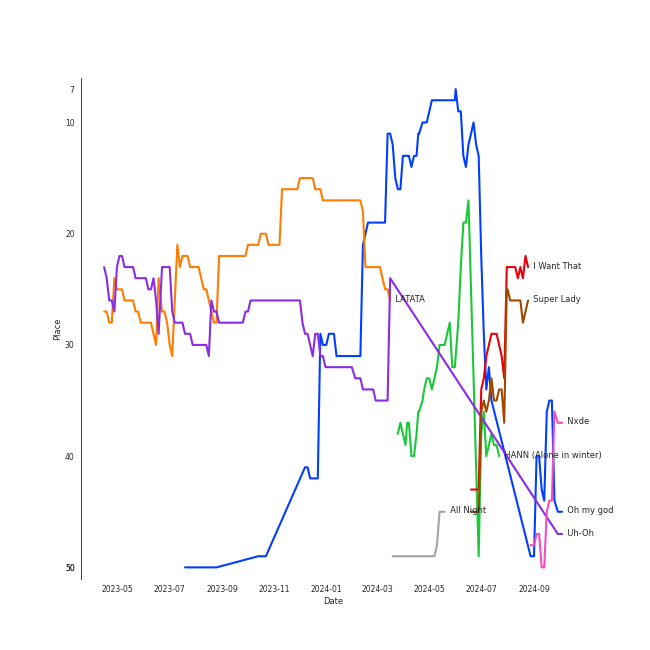 7
10
20
30
40
50
Place
2023-05
2023-07
2023-09
2023-11
2024-01
2024-03
2024-05
2024-07
2024-09
Date
I Want That
LATATA
Super Lady
Nxde
HANN (Alone in winter)
All Night
Oh my god
Uh-Oh